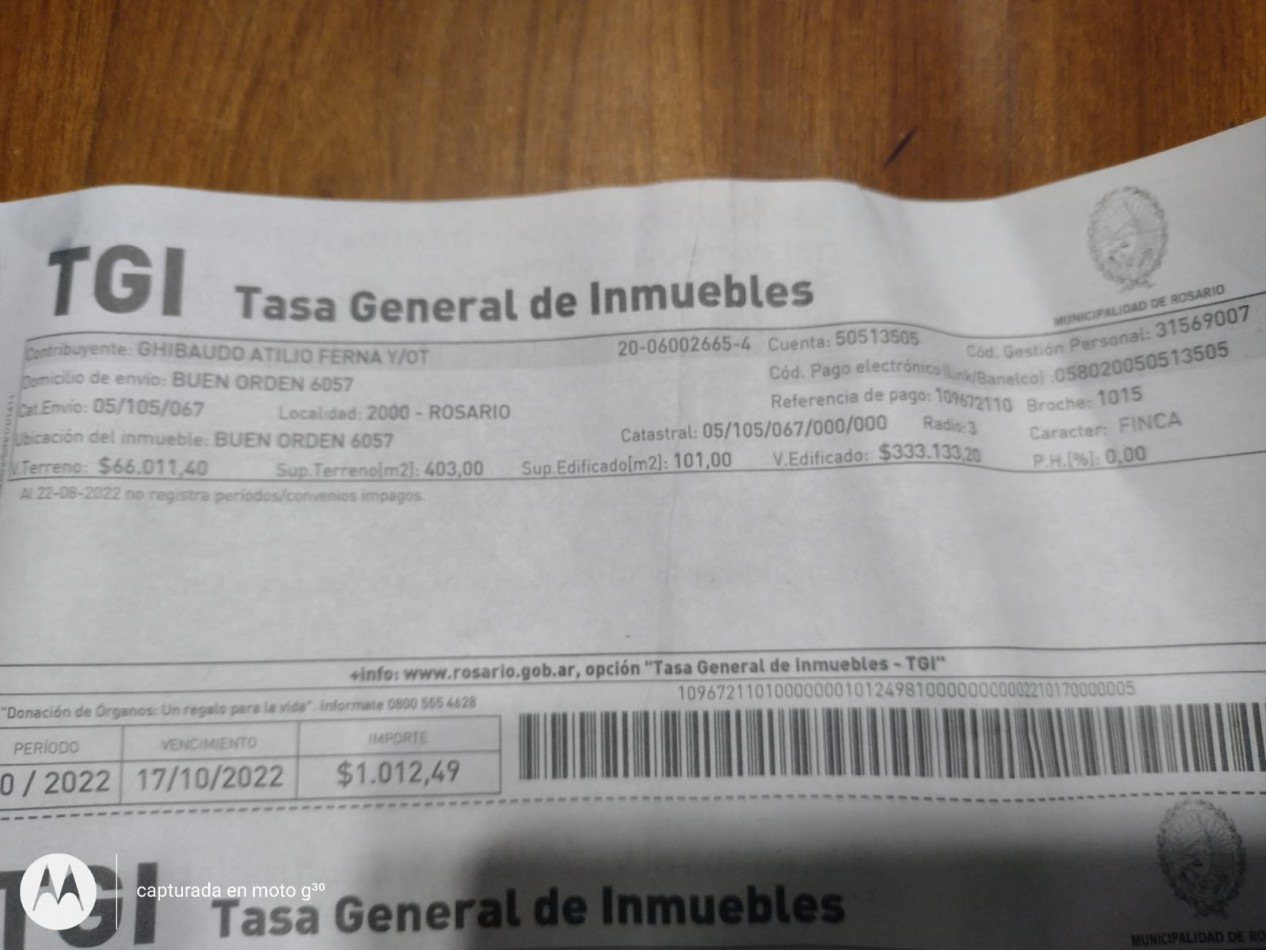 TGI Tasa General de Inmuebles
MUNICIPALIDAD DE ROSARIO
Contribuyente: GHIBAUDO ATILIO FERNA Y/OT 20-06002665-4 Cuenta: 50513505 Cód. Gestión Personal: 31569007
Domicilio de envío: BUEN ORDEN 6057 Cód. Pago electrónico (Link/Banelco) :058020050513505
Cat.Envío: 05/105/067 Localidad: 2000 - ROSARIO Referencia de pago: 109672110 Broche: 1015
Ubicación del inmueble: BUEN ORDEN 6057 Catastral: 05/105/067/000/000 Radio: 3 Caracter: FINCA
V.Terreno: $66.011,40 Sup.Terreno[m2]: 403,00 Sup.Edificado[m2]: 101,00 V.Edificado: $333.133,20 P.H.[%]: 0,00
Al 22-08-2022 no registra períodos/convenios impagos.
+info: www.rosario.gob.ar, opción "Tasa General de Inmuebles - TGI"
"Donación de Órganos: Un regalo para la vida". Informate 0800 555 4628
PERÍODO VENCIMIENTO IMPORTE
0 / 2022 17/10/2022 $1.012,49
TGI Tasa General de Inmuebles
MUNICIPALIDAD DE RO
capturada en moto g³⁰